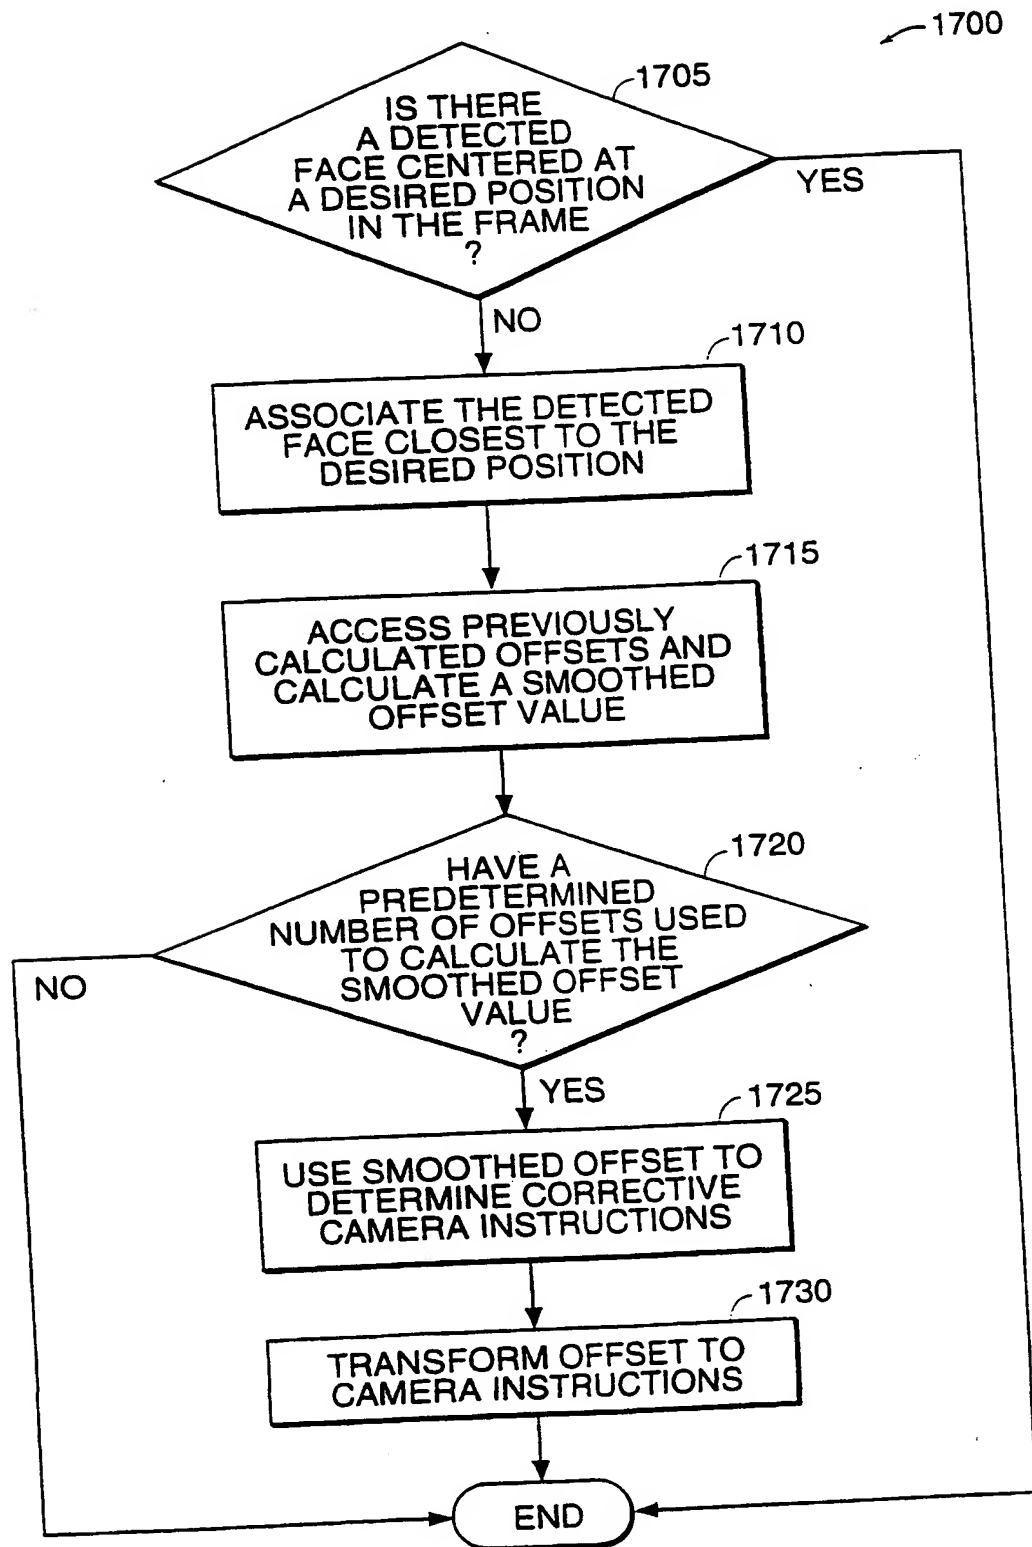 1700
1705
IS THERE
A DETECTED
FACE CENTERED AT
A DESIRED POSITION
IN THE FRAME
?
YES
NO
1710
ASSOCIATE THE DETECTED
FACE CLOSEST TO THE
DESIRED POSITION
1715
ACCESS PREVIOUSLY
CALCULATED OFFSETS AND
CALCULATE A SMOOTHED
OFFSET VALUE
1720
HAVE A
PREDETERMINED
NUMBER OF OFFSETS USED
TO CALCULATE THE
SMOOTHED OFFSET
VALUE
?
NO
YES
1725
USE SMOOTHED OFFSET TO
DETERMINE CORRECTIVE
CAMERA INSTRUCTIONS
1730
TRANSFORM OFFSET TO
CAMERA INSTRUCTIONS
END